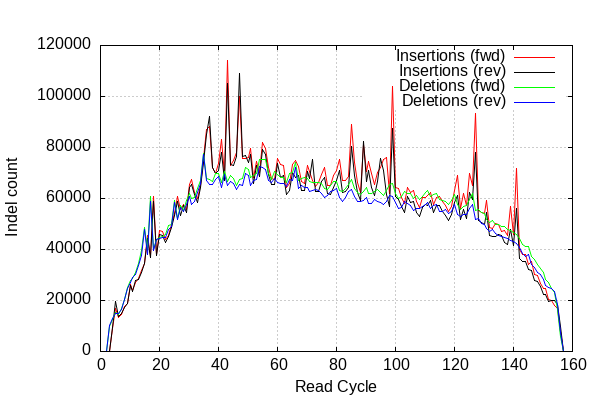 120000
100000
80000
60000
40000
20000
0
Indel count
Insertions (fwd)
Insertions (rev)
Deletions (fwd)
Deletions (rev)
0 20 40 60 80 100 120 140 160
Read Cycle